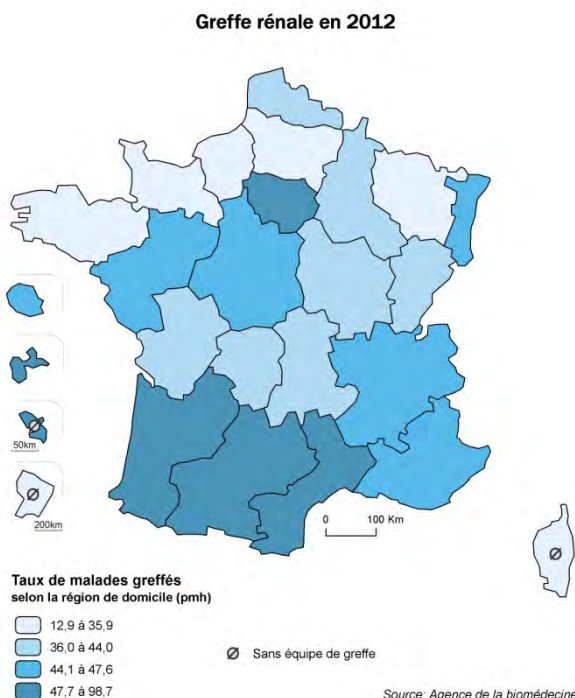 Greffe rénale en 2012
50km
200km
0 100 Km
Taux de malades greffés
selon la région de domicile (pmh)
12,9 à 35,9
36,0 à 44,0
44,1 à 47,6
47,7 à 98,7
Sans équipe de greffe
Source: Agence de la biomédecine